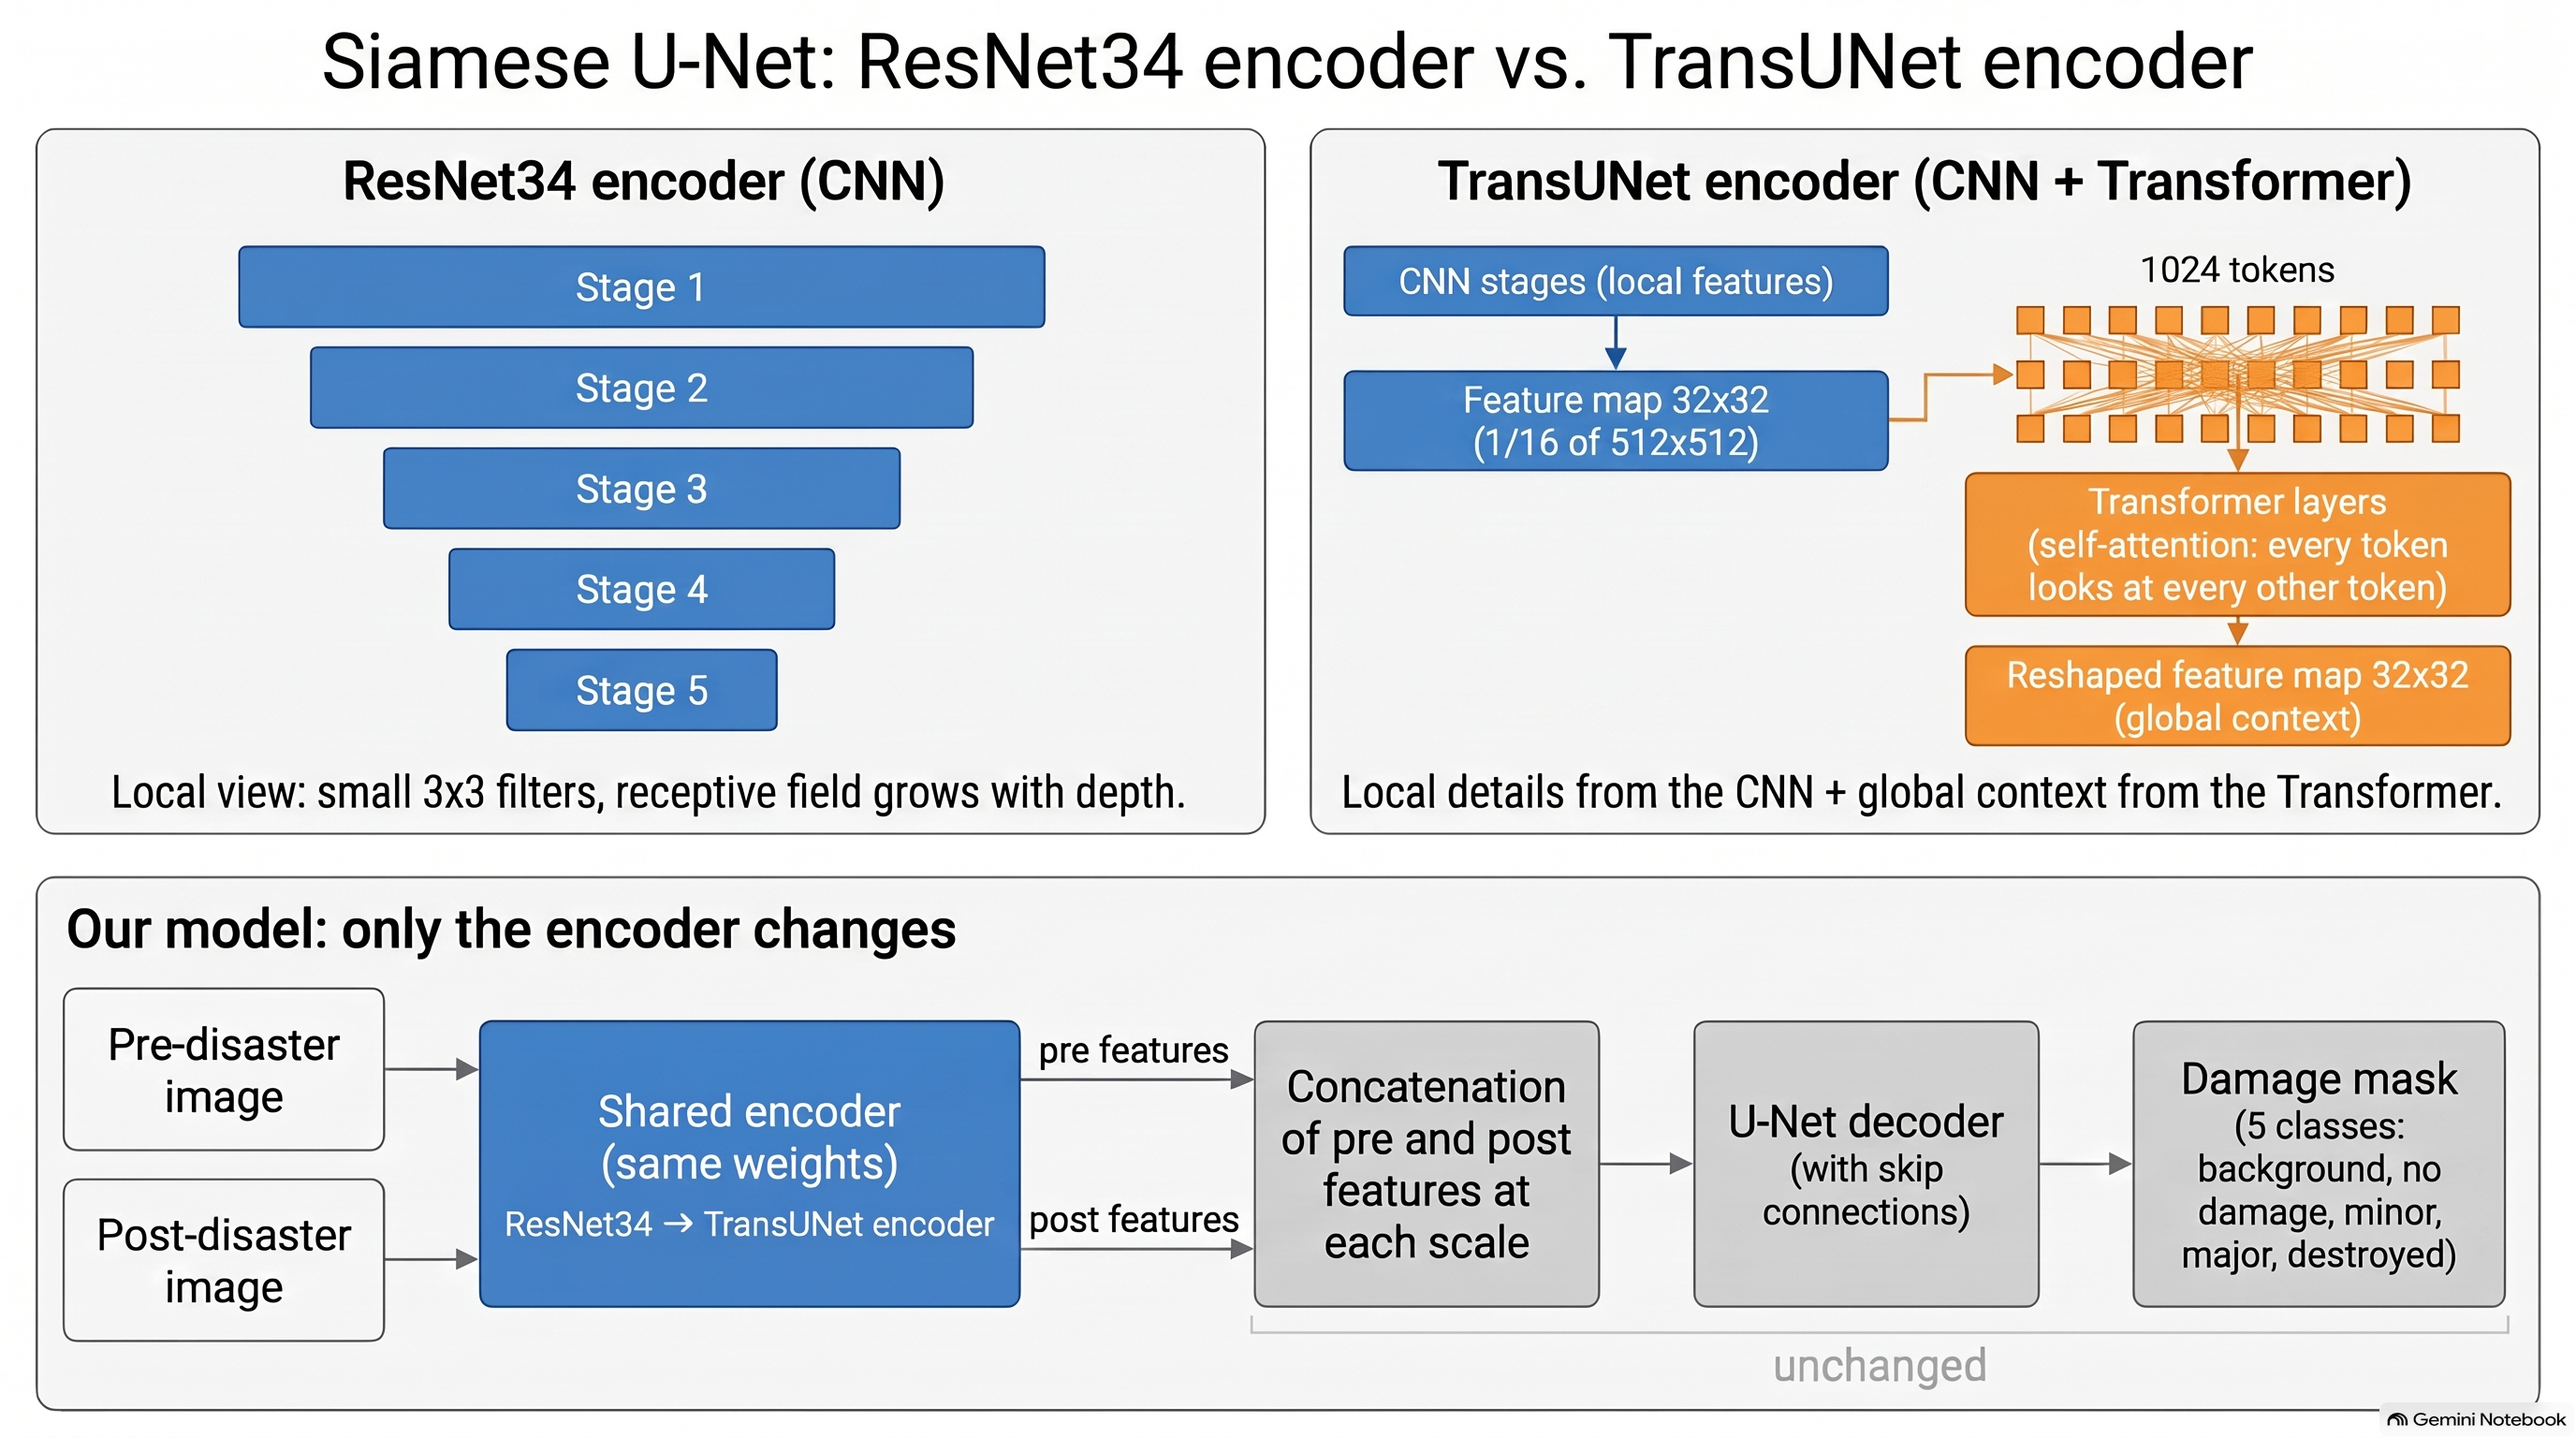 Siamese U-Net: ResNet34 encoder vs. TransUNet encoder
ResNet34 encoder (CNN)
Stage 1
Stage 2
Stage 3
Stage 4
Stage 5
Local view: small 3x3 filters, receptive field grows with depth.
TransUNet encoder (CNN + Transformer)
CNN stages (local features)
Feature map 32x32
(1/16 of 512x512)
1024 tokens
Transformer layers
(self-attention: every token
looks at every other token)
Reshaped feature map 32x32
(global context)
Local details from the CNN + global context from the Transformer.
Our model: only the encoder changes
Pre-disaster
image
Post-disaster
image
Shared encoder
(same weights)
ResNet34 → TransUNet encoder
pre features
post features
Concatenation
of pre and post
features at
each scale
U-Net decoder
(with skip
connections)
Damage mask
(5 classes:
background, no
damage, minor,
major, destroyed)
unchanged
Gemini Notebook